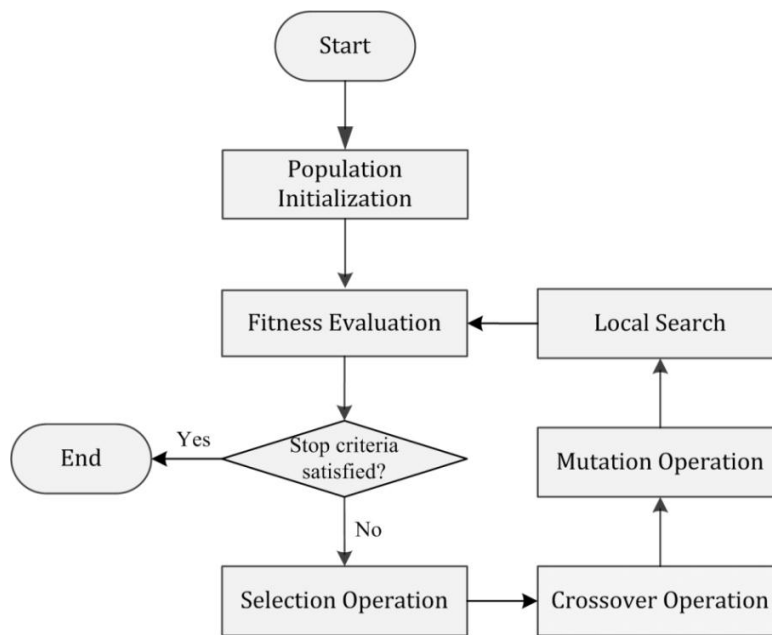 Start
Population
Initialization
Fitness Evaluation
Local Search
Yes
End
Stop criteria
satisfied?
Mutation Operation
No
Selection Operation
Crossover Operation